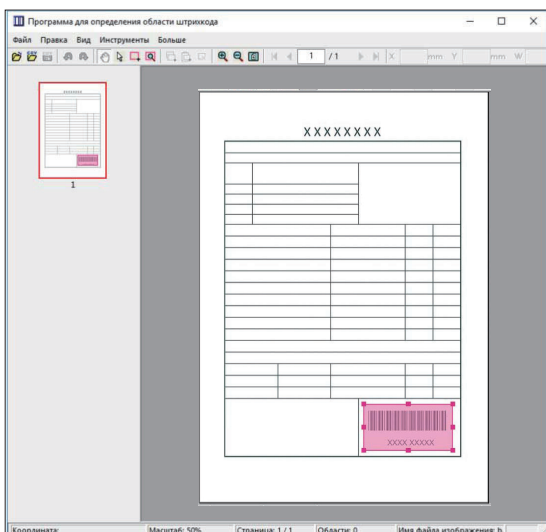 Программа для определения области штрихкода
Файл Правка Вид Инструменты Больше
1 /1 X mm Y mm W
XXXXXXXX
1
XXXX XXXXX
Координата: Масштаб: 50% Страница: 1 / 1 Области: 0 Имя файла изображения: b